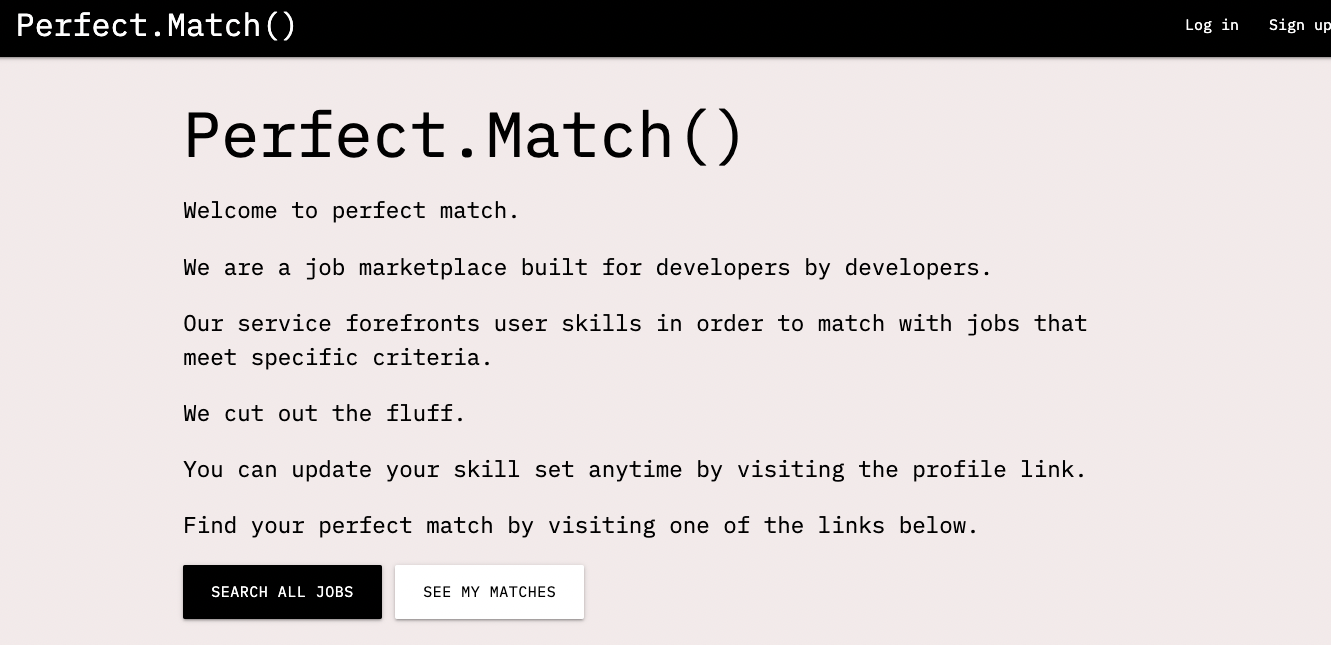 Perfect.Match()
Log in
Sign up
Perfect.Match()
Welcome to perfect match.
We are a job marketplace built for developers by developers.
Our service forefronts user skills in order to match with jobs that
meet specific criteria.
We cut out the fluff.
You can update your skill set anytime by visiting the profile link.
Find your perfect match by visiting one of the links below.
SEARCH ALL JOBS
SEE MY MATCHES